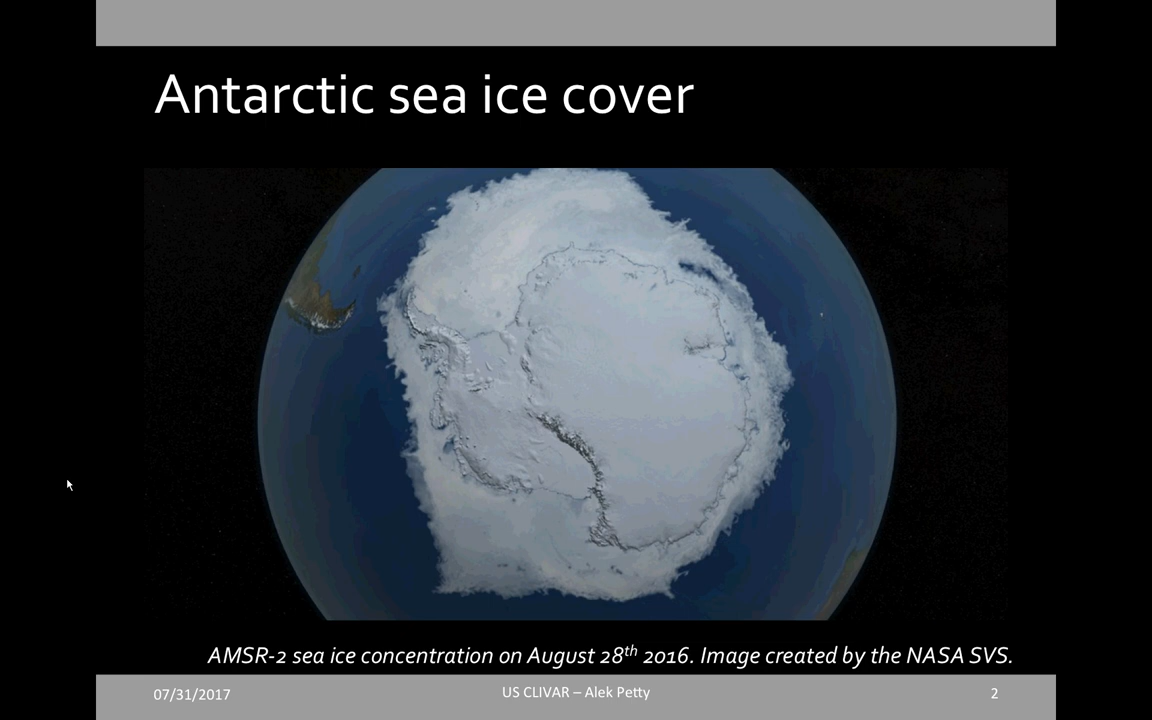 Antarctic sea ice cover
AMSR-2 sea ice concentration on August 28th 2016. Image created by the NASA SVS.
07/31/2017
US CLIVAR – Alek Petty
2